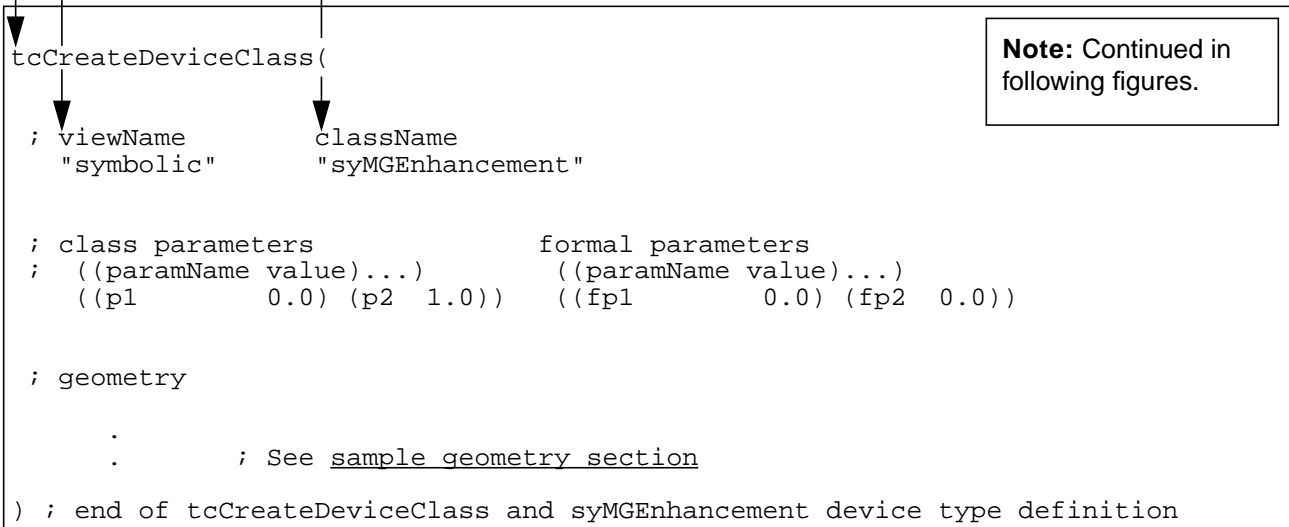 tcCreateDeviceClass(
Note: Continued in
following figures.
; viewName className
"symbolic" "syMGEnhancement"
; class parameters formal parameters
; ((paramName value)...) ((paramName value)...)
((p1 0.0) (p2 1.0)) ((fp1 0.0) (fp2 0.0))
; geometry
.
. ; See sample geometry section
) ; end of tcCreateDeviceClass and syMGEnhancement device type definition